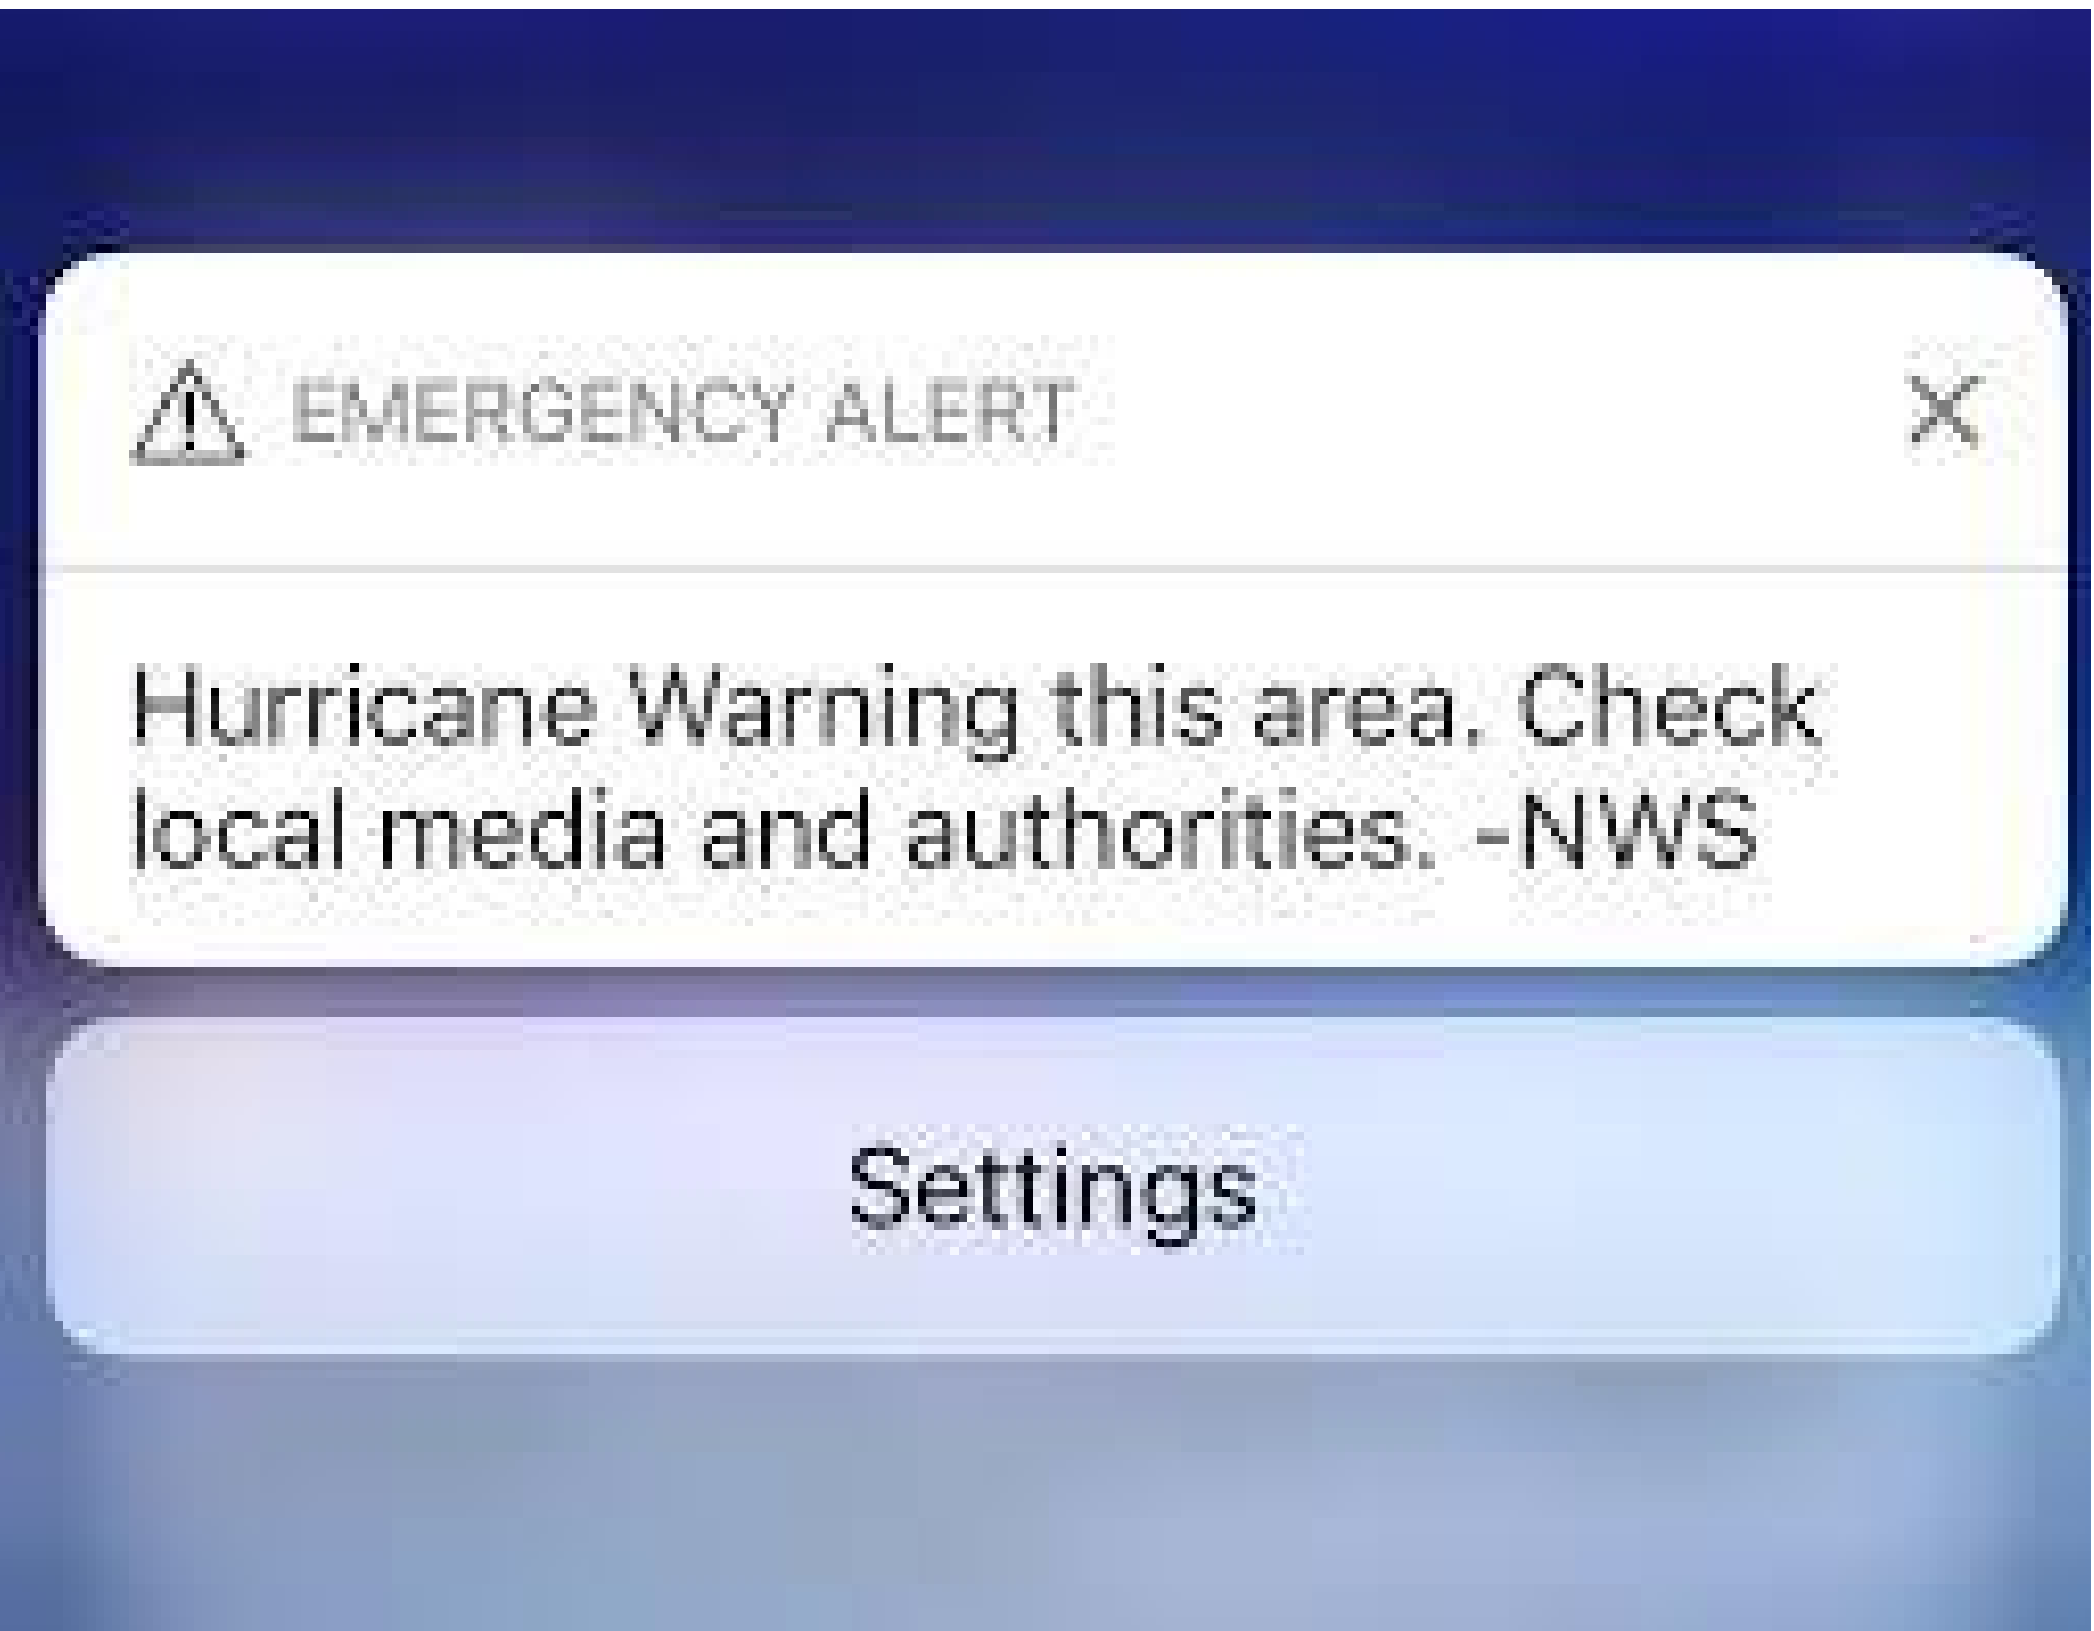 EMERGENCY ALERT
Hurricane Warning this area. Check
local media and authorities. -NWS
Settings